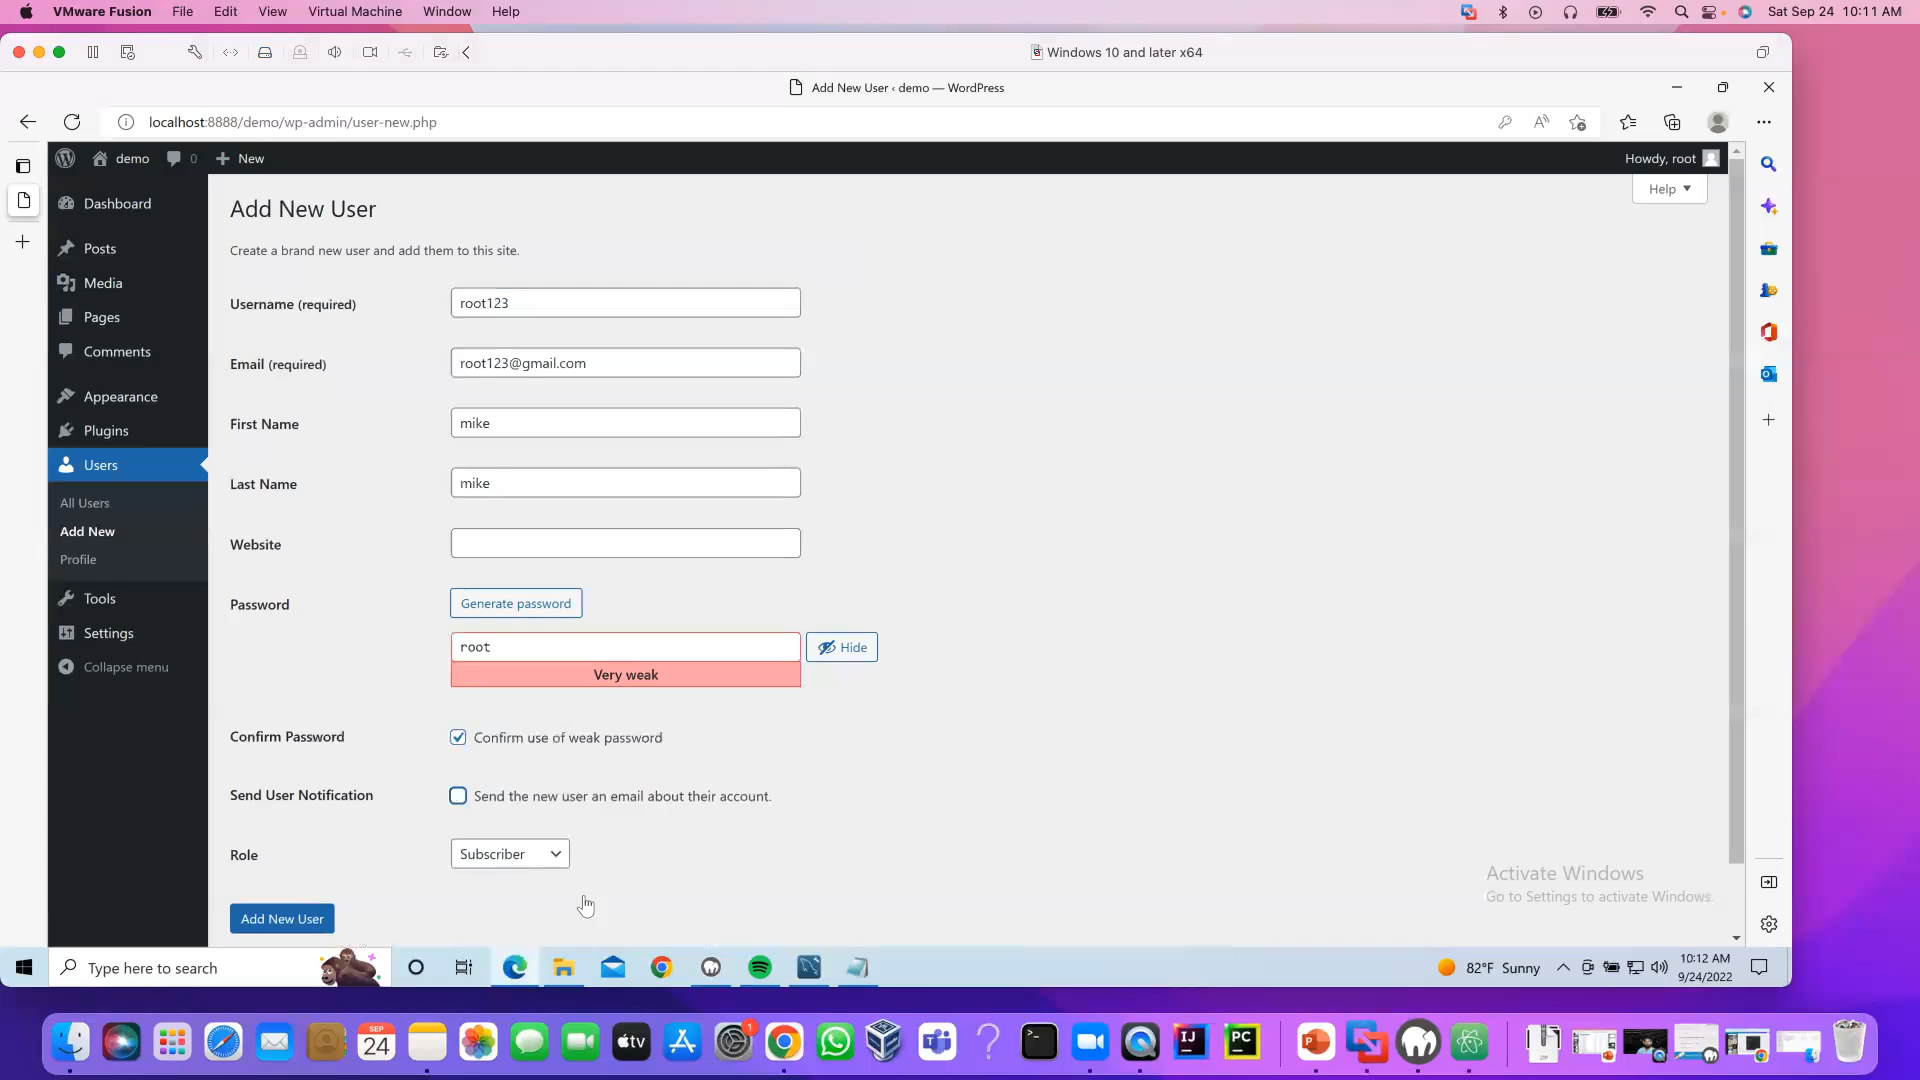 VMware Fusion File Edit View Virtual Machine Window Help Sat Sep 24 10:11 AM
Windows 10 and later x64
Add New User ‹ demo — WordPress
localhost:8888/demo/wp-admin/user-new.php
demo 0 New Howdy, root
Help
Dashboard
Posts
Media
Pages
Comments
Appearance
Plugins
Users
All Users
Add New
Profile
Tools
Settings
Collapse menu
Add New User
Create a brand new user and add them to this site.
Username (required) root123
Email (required) root123@gmail.com
First Name mike
Last Name mike
Website
Password Generate password
root Hide
Very weak
Confirm Password Confirm use of weak password
Send User Notification Send the new user an email about their account.
Role Subscriber
Add New User
Activate Windows
Go to Settings to activate Windows.
Type here to search
82°F Sunny
10:12 AM
9/24/2022
SEP
24
tv
1
IJ
PC
P
ZIP